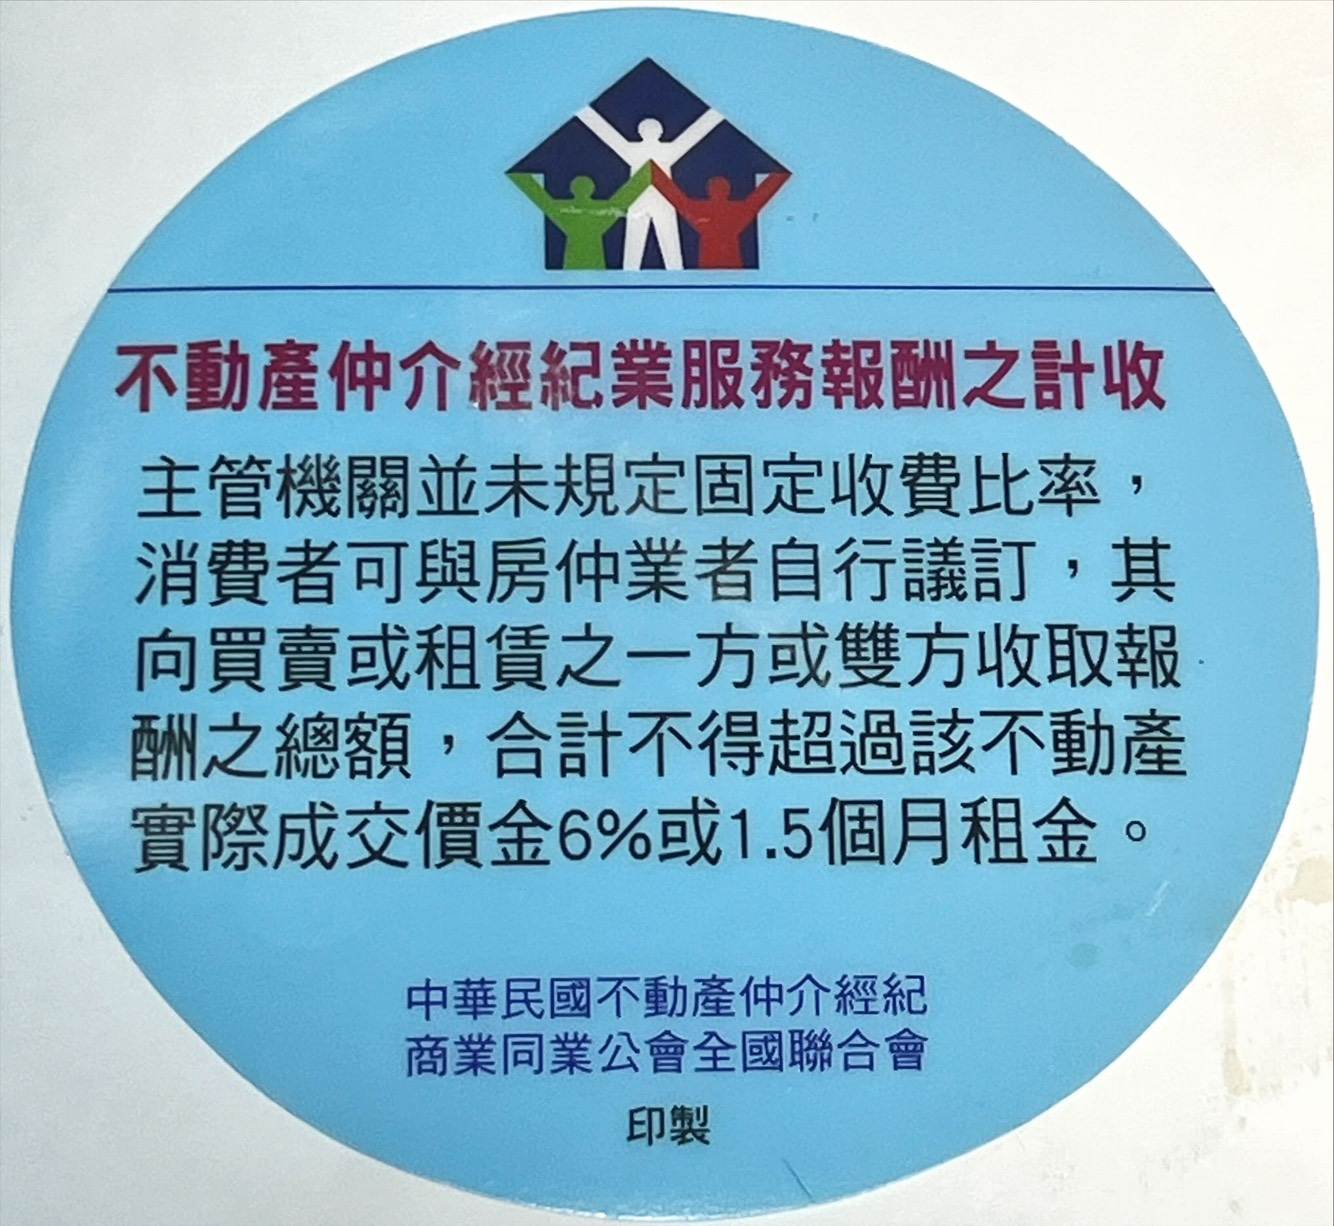 不動產仲介經紀業服務報酬之計收
主管機關並未規定固定收費比率，
消費者可與房仲業者自行議訂，其
向買賣或租賃之一方或雙方收取報
酬之總額，合計不得超過該不動產
實際成交價金6%或1.5個月租金。
中華民國不動產仲介經紀
商業同業公會全國聯合會
印製